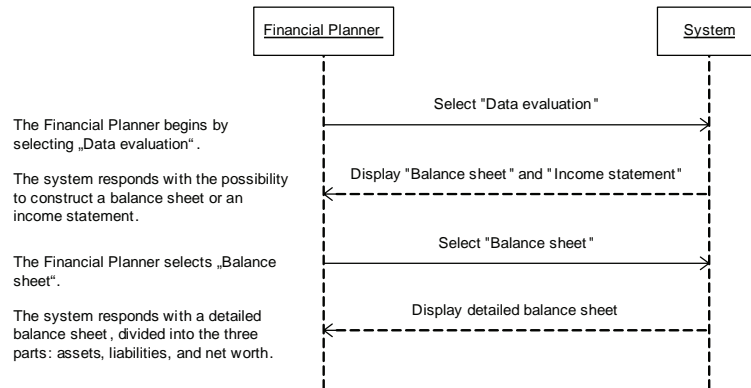 Financial Planner
System
Select "Data evaluation"
The Financial Planner begins by
selecting „Data evaluation“.
The system responds with the possibility
to construct a balance sheet or an
income statement.
Display "Balance sheet" and "Income statement"
Select "Balance sheet"
The Financial Planner selects „Balance
sheet“.
The system responds with a detailed
balance sheet, divided into the three
parts: assets, liabilities, and net worth.
Display detailed balance sheet